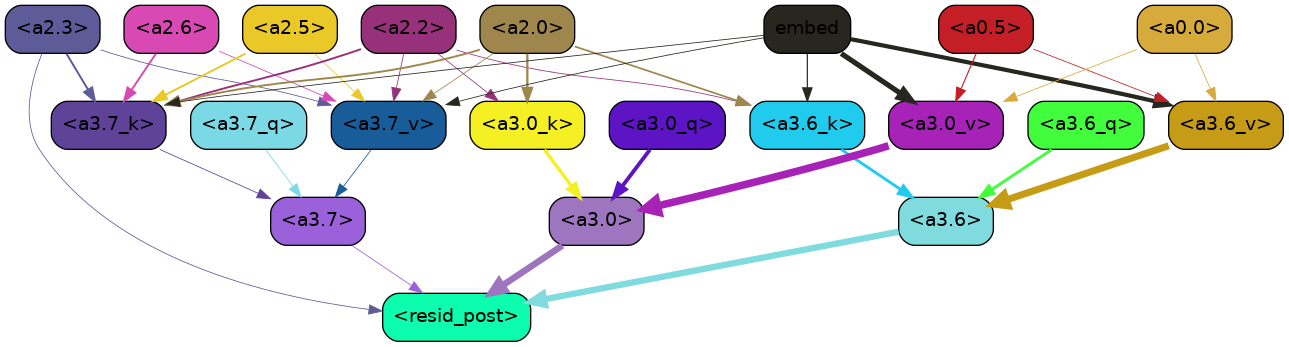 <a2.3> <a2.6> <a2.5> <a2.2> <a2.0> embed <a0.5> <a0.0>
<a3.7_k> <a3.7_q> <a3.7_v> <a3.0_k> <a3.0_q> <a3.6_k> <a3.0_v> <a3.6_q> <a3.6_v>
<a3.7> <a3.0> <a3.6>
<resid_post>